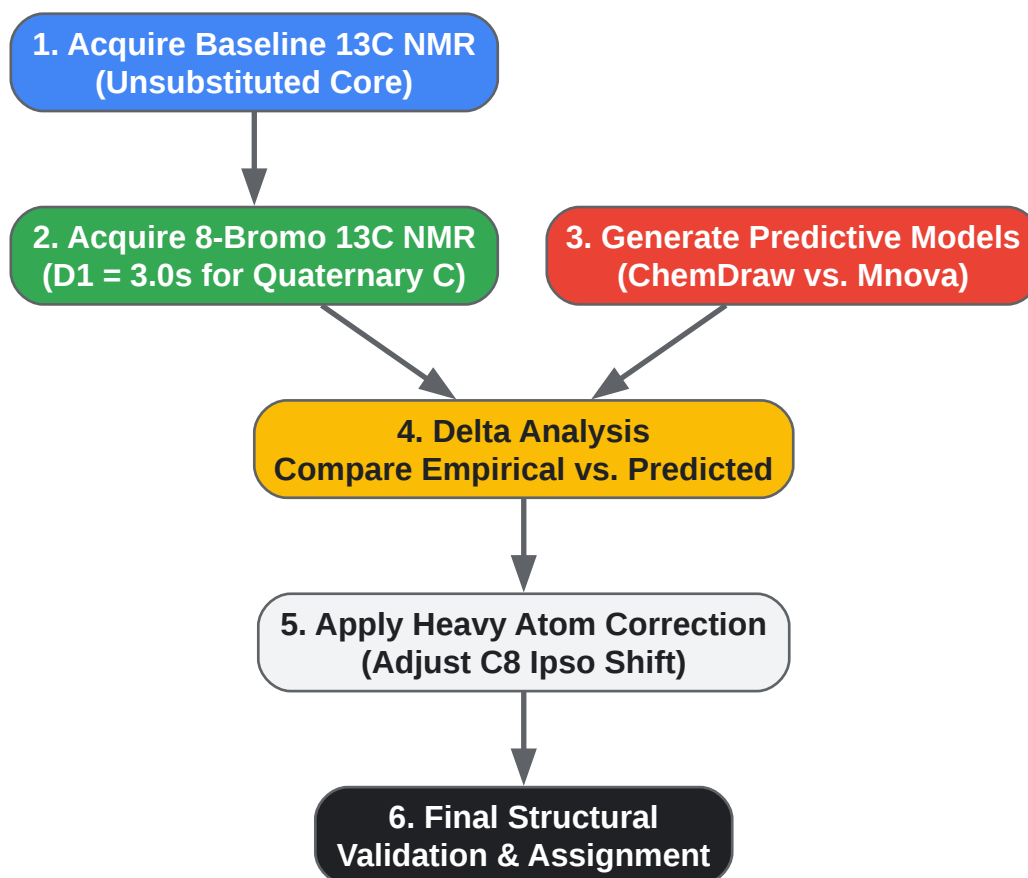 1. Acquire Baseline 13C NMR
(Unsubstituted Core)
2. Acquire 8-Bromo 13C NMR
(D1 = 3.0s for Quaternary C)
3. Generate Predictive Models
(ChemDraw vs. Mnova)
4. Delta Analysis
Compare Empirical vs. Predicted
5. Apply Heavy Atom Correction
(Adjust C8 Ipso Shift)
6. Final Structural
Validation & Assignment